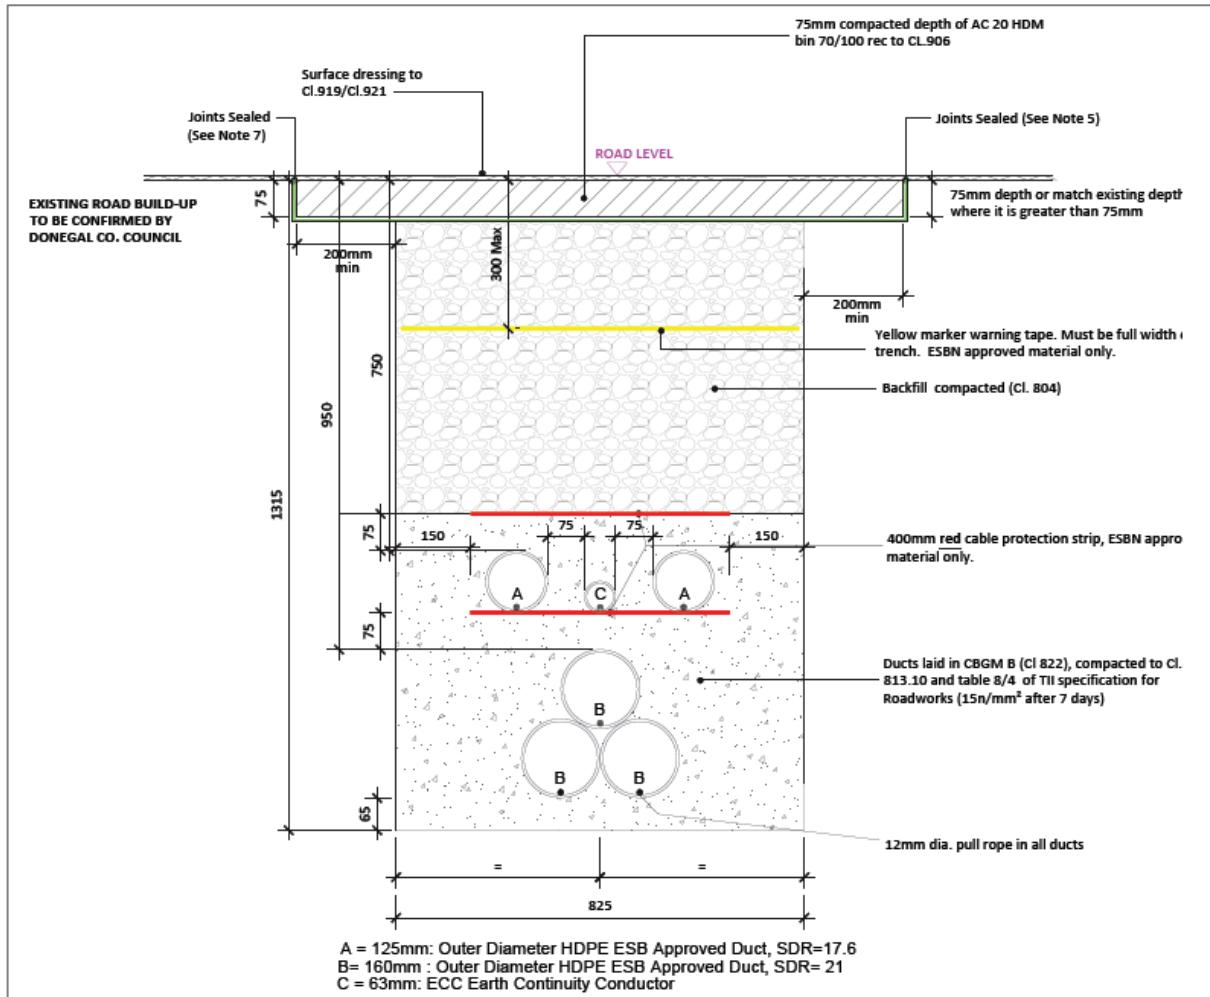 75mm compacted depth of AC 20 HDM
bin 70/100 rec to CL.906
Surface dressing to
Cl.919/Cl.921
Joints Sealed
(See Note 7)
Joints Sealed (See Note 5)
ROAD LEVEL
75
EXISTING ROAD BUILD-UP
TO BE CONFIRMED BY
DONEGAL CO. COUNCIL
75mm depth or match existing depth
where it is greater than 75mm
200mm
min
300 Max
200mm
min
Yellow marker warning tape. Must be full width
trench. ESBN approved material only.
750
Backfill compacted (Cl. 804)
950
1315
75
150
75
75
150
400mm red cable protection strip, ESBN appro
material only.
A
C
A
75
Ducts laid in CBGM B (Cl 822), compacted to Cl.
813.10 and table 8/4 of TII specification for
Roadworks (15n/mm² after 7 days)
B
B
B
65
12mm dia. pull rope in all ducts
=
=
825
A = 125mm: Outer Diameter HDPE ESB Approved Duct, SDR=17.6
B= 160mm : Outer Diameter HDPE ESB Approved Duct, SDR= 21
C = 63mm: ECC Earth Continuity Conductor